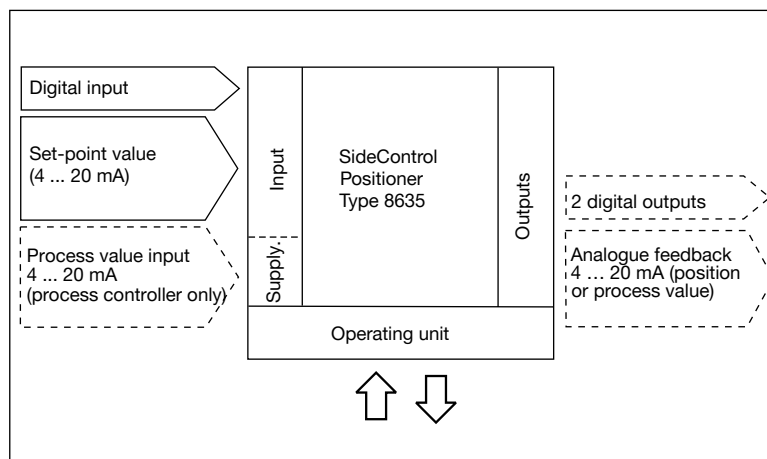 Digital input
Set-point value
(4 ... 20 mA)
Process value input
4 ... 20 mA
(process controller only)
Input
Supply.
SideControl
Positioner
Type 8635
Outputs
Operating unit
2 digital outputs
Analogue feedback
4 … 20 mA (position
or process value)